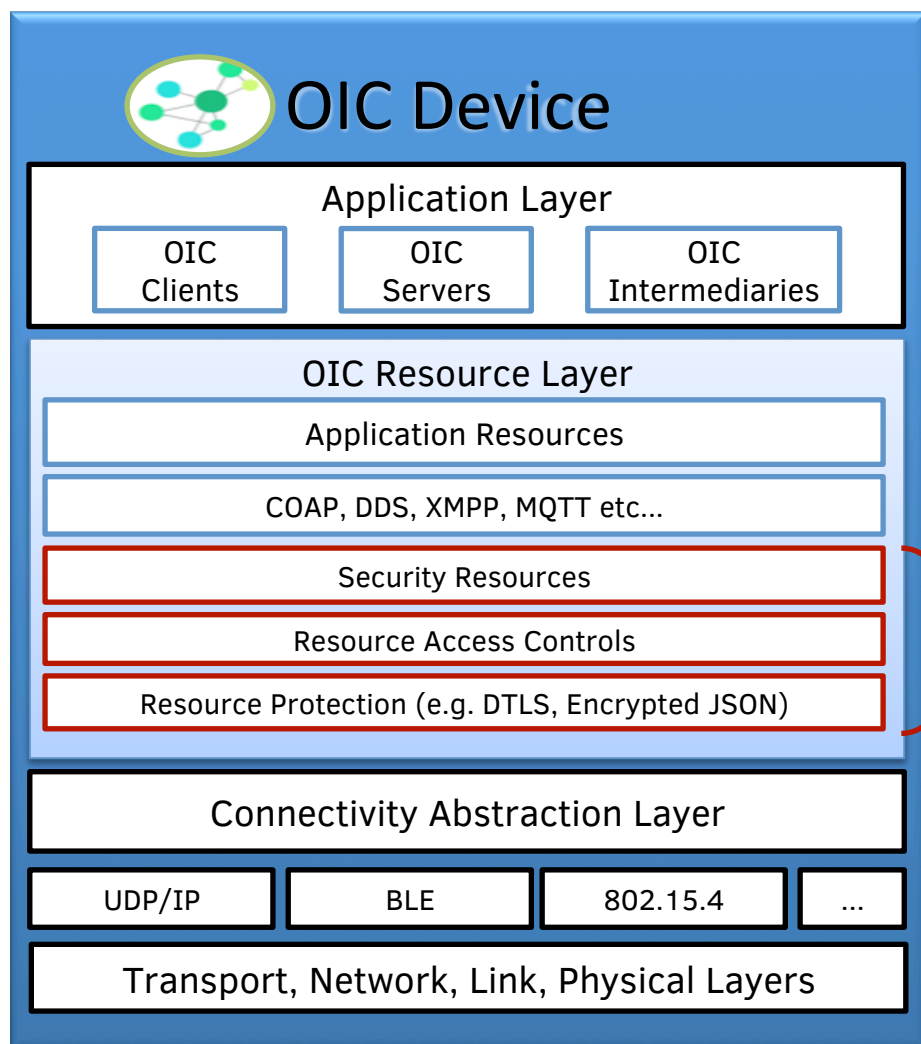 OIC Device
Application Layer
OIC
Clients
OIC
Servers
OIC
Intermediaries
OIC Resource Layer
Application Resources
COAP, DDS, XMPP, MQTT etc...
Security Resources
Resource Access Controls
Resource Protection (e.g. DTLS, Encrypted JSON)
Connectivity Abstraction Layer
UDP/IP
BLE
802.15.4
...
Transport, Network, Link, Physical Layers